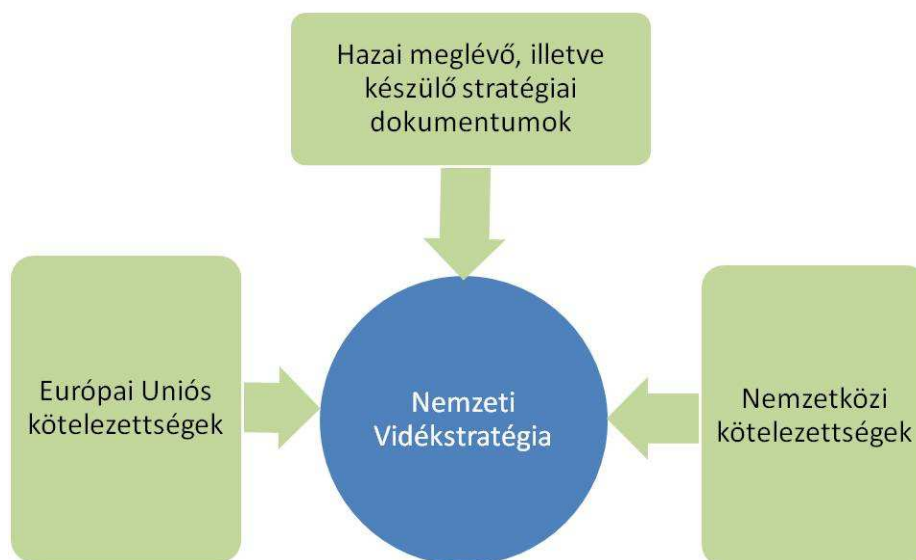 Hazai meglévő, illetve
készülő stratégiai
dokumentumok
Európai Uniós
kötelezettségek
Nemzeti
Vidékstratégia
Nemzetközi
kötelezettségek